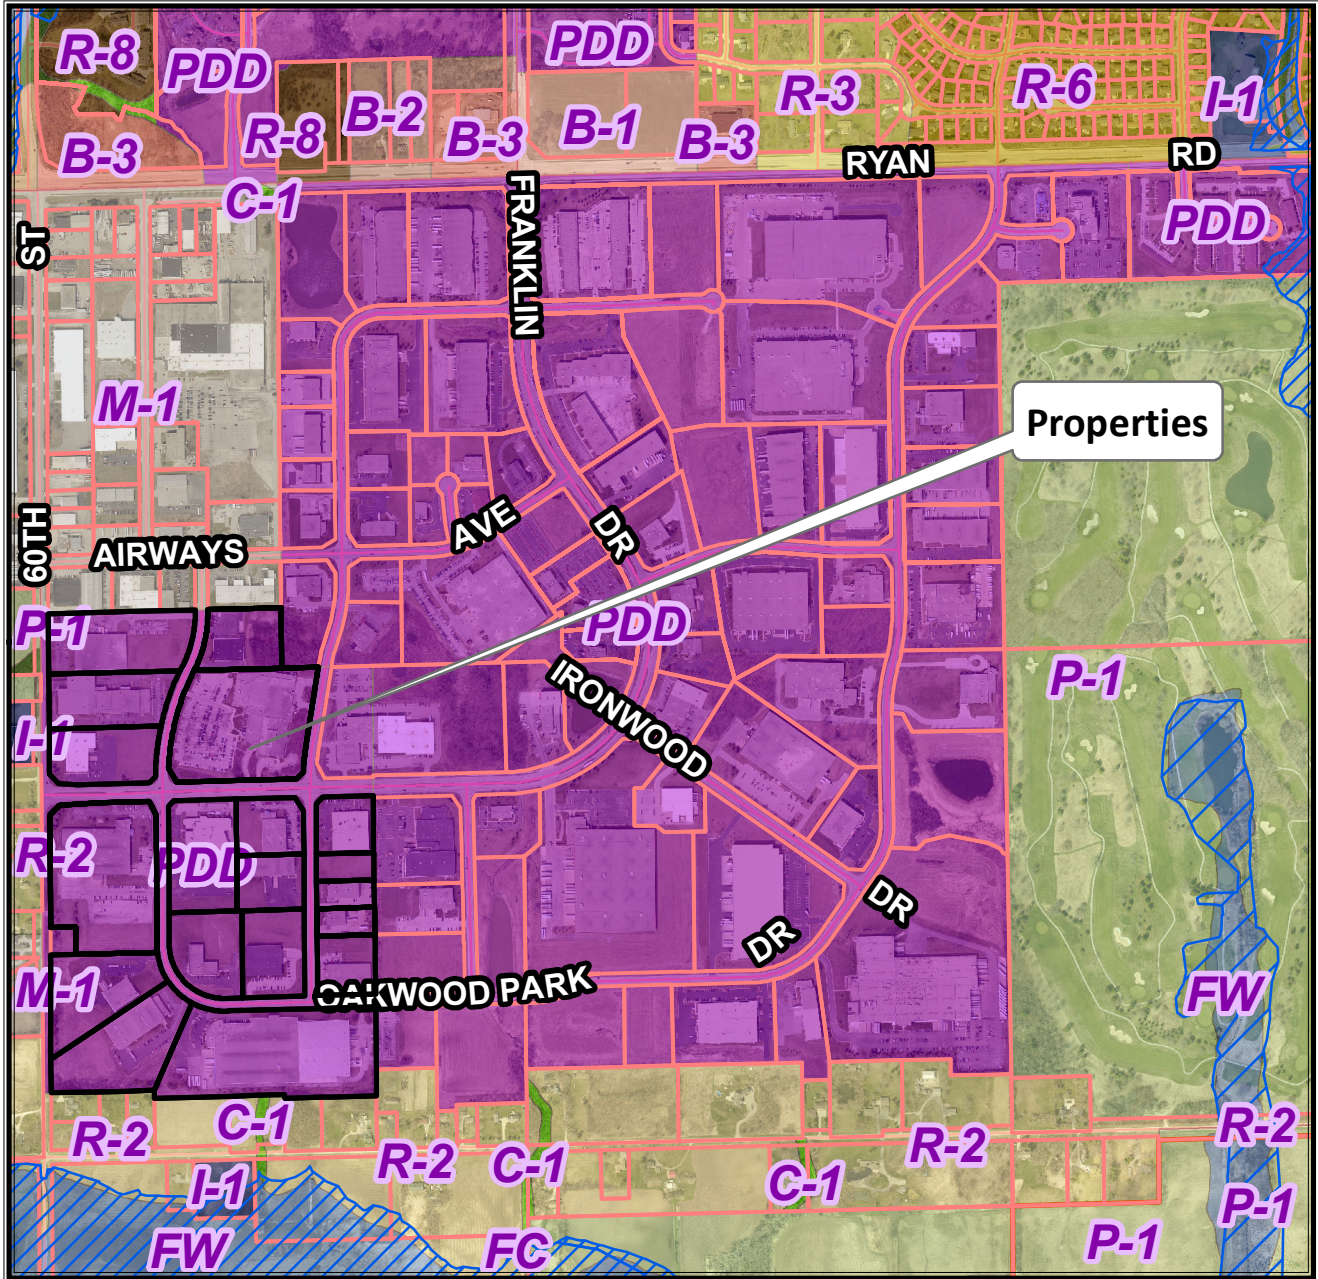 R-8
PDD
PDD
R-3
R-6
I-1
B-3
R-8
B-2
B-3
B-1
B-3
RYAN
RD
C-1
FRANKLIN
PDD
ST
M-1
Properties
60TH
AIRWAYS
AVE
DR
P-1
PDD
P-1
I-1
IRONWOOD
R-2
PDD
DR
DR
M-1
OAKWOOD PARK
FW
C-1
R-2
R-2
C-1
R-2
R-2
I-1
C-1
P-1
FW
FC
P-1